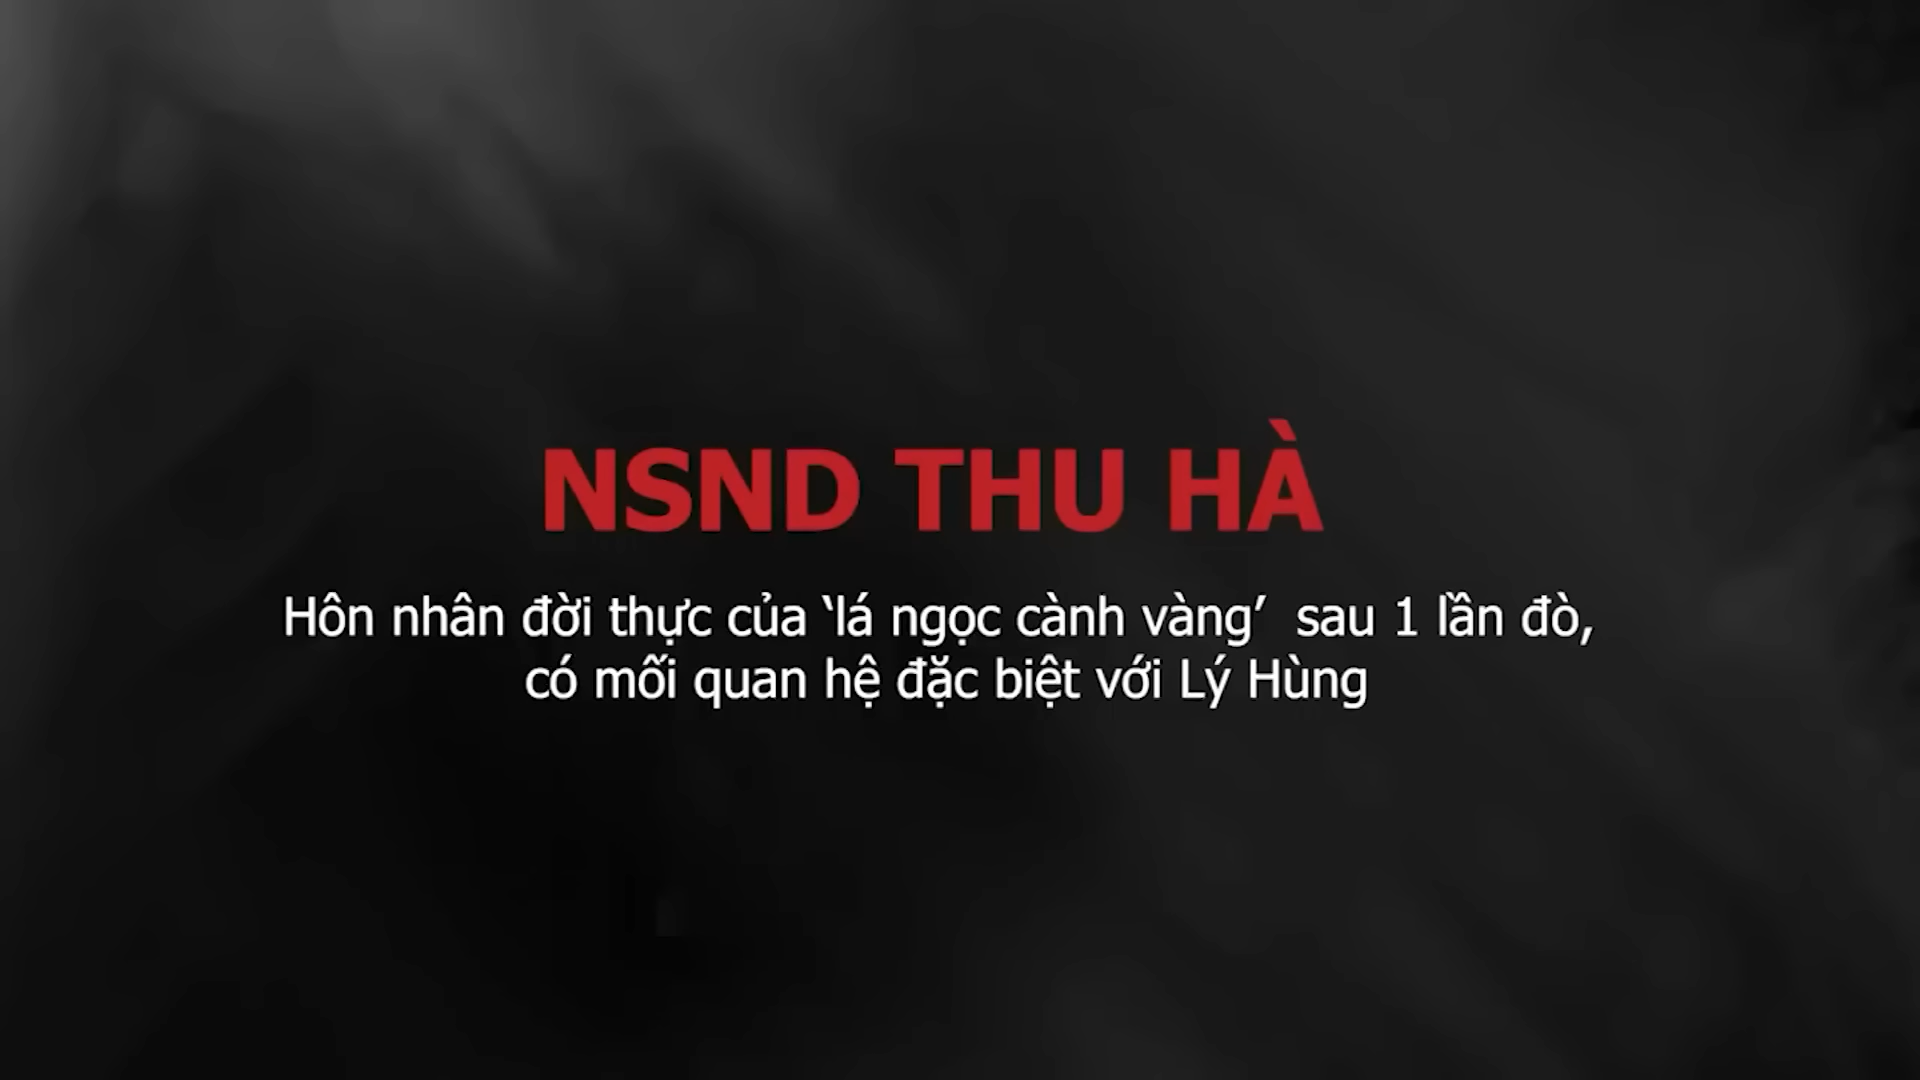 NSND THU HÀ
Hôn nhân đời thực của ‘lá ngọc cành vàng’ sau 1 lần đò,
có mối quan hệ đặc biệt với Lý Hùng